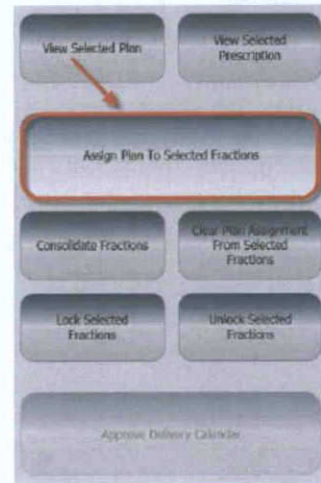 View Selected Plan
View Selected
Prescription
Assign Plan To Selected Fractions
Consolidate Fractions
Clear Plan Assignment
From Selected
Fractions
Lock Selected
Fractions
Unlock Selected
Fractions
Approve Delivery Calendar